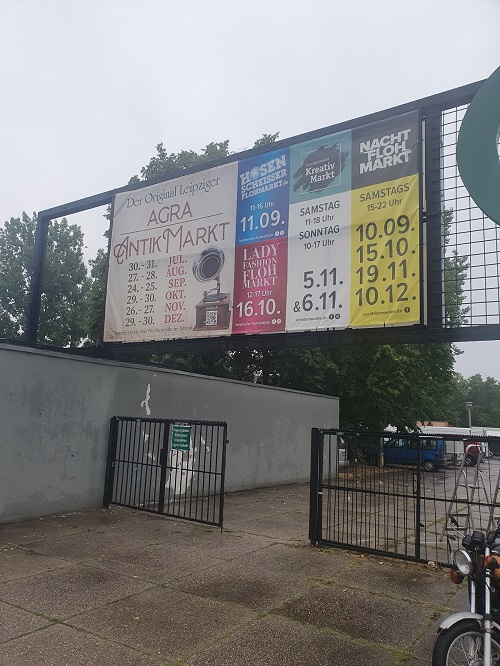 Der Original Leipziger
AGRA
ANTIKMARKT
30. - 31. JUL.
27. - 28. AUG.
24. - 25. SEP.
29. - 30. OKT.
26. - 27. NOV.
29. - 30. DEZ.
HOSEN
SCHEISSER
FLOHMARKT.de
11-16 Uhr
11.09.
LADY
FASHION
FLOH
MARKT
12-17 Uhr
16.10.
Kreativ
Markt
SAMSTAG
11-18 Uhr
SONNTAG
10-17 Uhr
5.11.
& 6.11.
NACHT
FLOH
MARKT
SAMSTAGS
15-22 Uhr
10.09.
15.10.
19.11.
10.12.